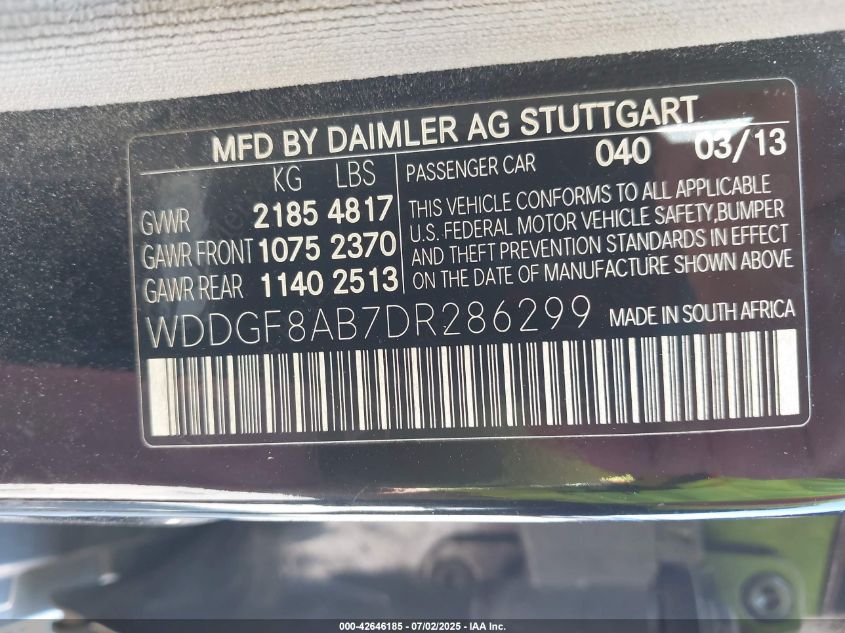 MFD BY DAIMLER AG STUTTGART
KG LBS
GVWR 2185 4817
GAWR FRONT 1075 2370
GAWR REAR 1140 2513
PASSENGER CAR 040 03/13
THIS VEHICLE CONFORMS TO ALL APPLICABLE
U.S. FEDERAL MOTOR VEHICLE SAFETY,BUMPER
AND THEFT PREVENTION STANDARDS IN EFFECT
ON THE DATE OF MANUFACTURE SHOWN ABOVE
WDDGF8AB7DR286299 MADE IN SOUTH AFRICA
000-42646185 - 07/02/2025 - IAA Inc.